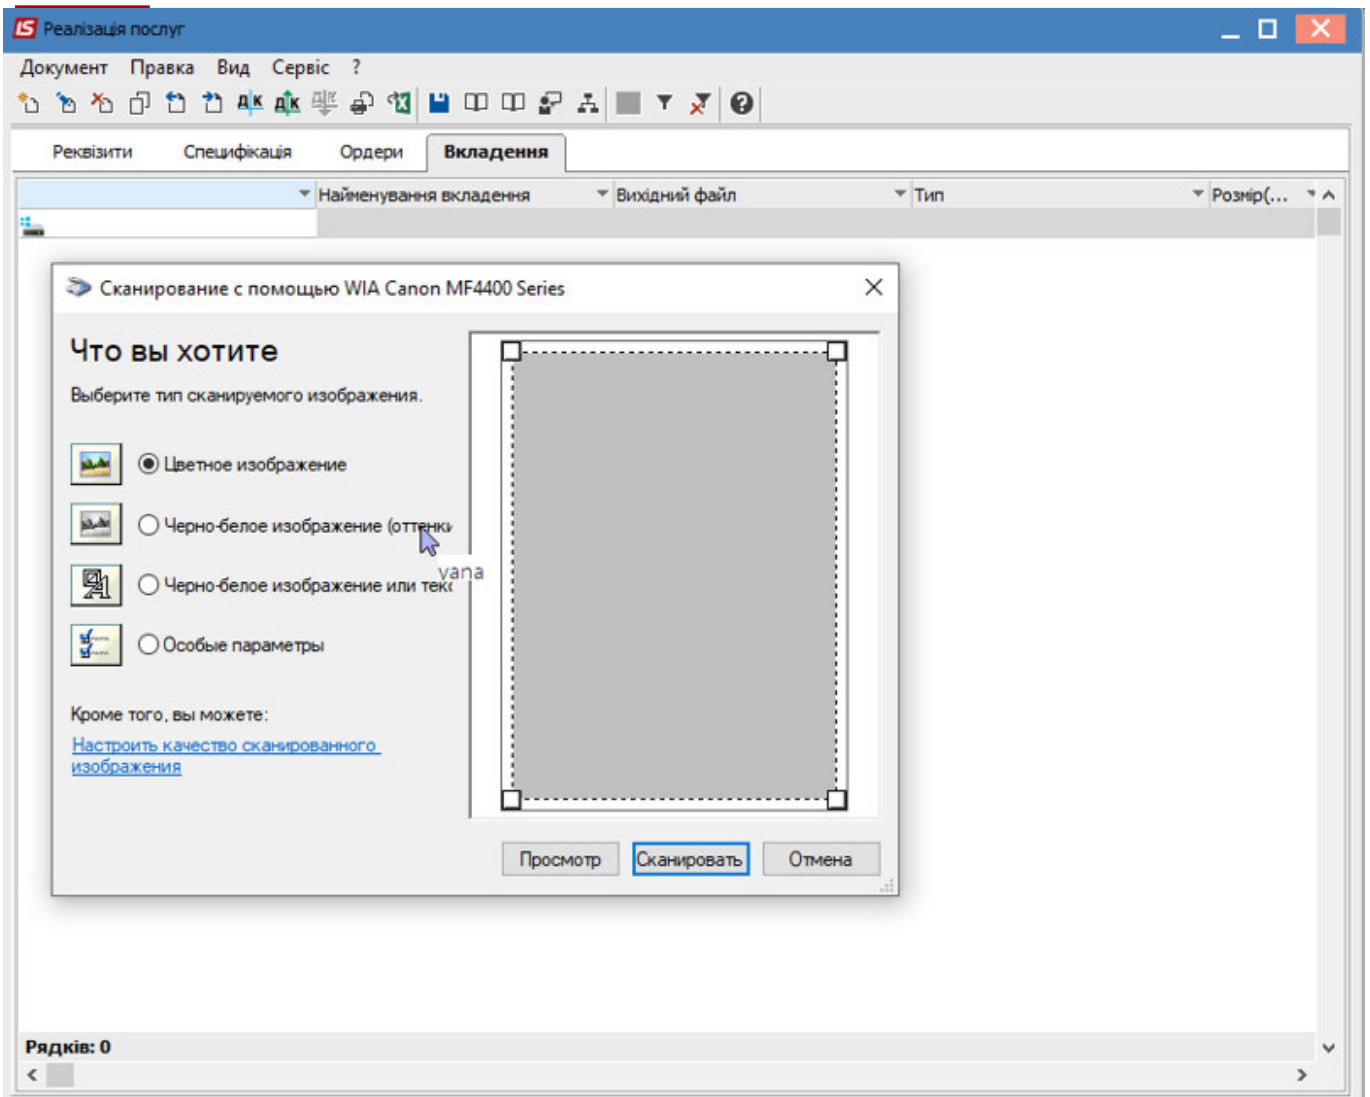 Реалізація послуг
Документ Правка Вид Сервіс ?
Реквізити Специфікація Ордери Вкладення
Найменування вкладення Вихідний файл Тип Розмір(...
Сканирование с помощью WIA Canon MF4400 Series
Что вы хотите
Выберите тип сканируемого изображения.
Цветное изображение
Черно-белое изображение (оттенки
yana
Черно-белое изображение или текс
Особые параметры
Кроме того, вы можете:
Настроить качество сканированного
изображения
Просмотр Сканировать Отмена
Рядків: 0